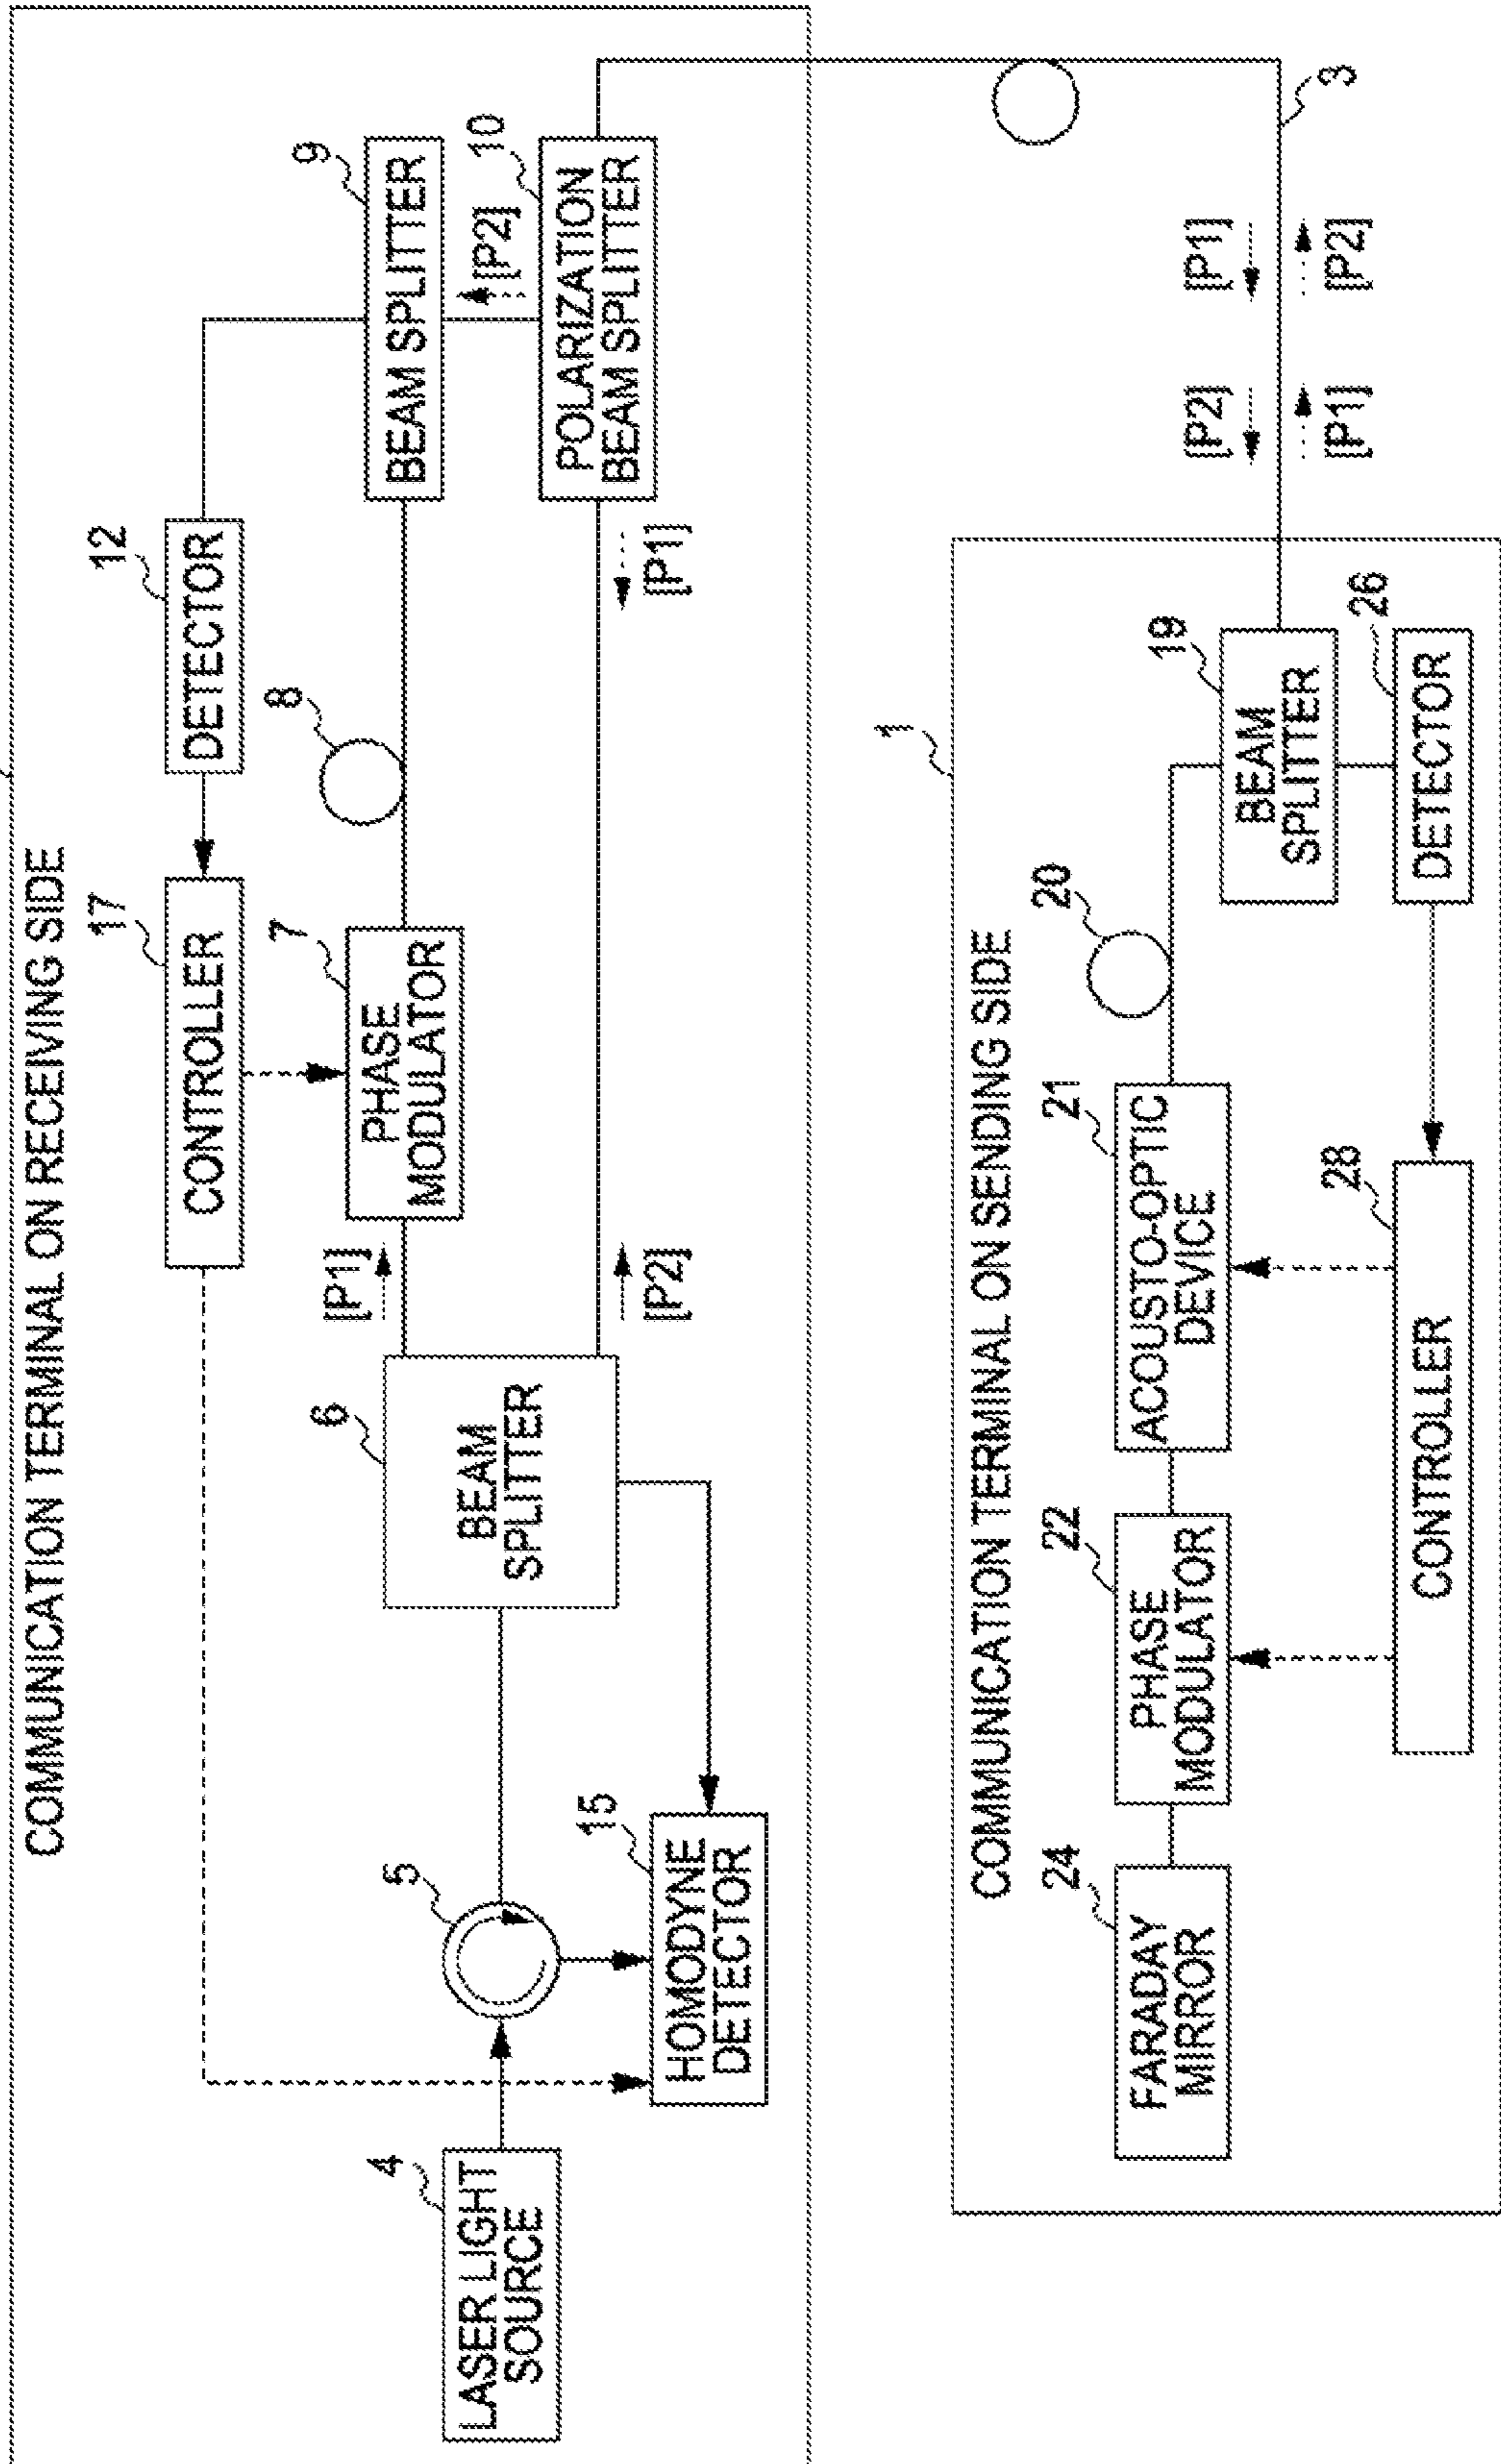 COMMUNICATION TERMINAL ON RECEIVING SIDE
4
LASER LIGHT
SOURCE
5
15
HOMODYNE
DETECTOR
6
BEAM
SPLITTER
[P1]
[P2]
17
CONTROLLER
7
PHASE
MODULATOR
8
12
DETECTOR
[P1]
9
BEAM SPLITTER
[P2]
10
POLARIZATION
BEAM SPLITTER
3
[P2]
[P1]
[P1]
[P2]
COMMUNICATION TERMINAL ON SENDING SIDE
1
24
FARADAY
MIRROR
22
PHASE
MODULATOR
21
ACOUSTO-OPTIC
DEVICE
20
19
BEAM
SPLITTER
28
CONTROLLER
26
DETECTOR